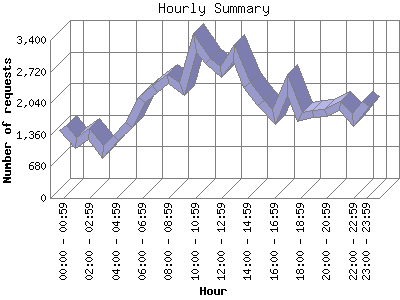 Hourly Summary
Number of requests
3,400
2,720
2,040
1,360
680
0
00:00 - 00:59
02:00 - 02:59
04:00 - 04:59
06:00 - 06:59
08:00 - 08:59
10:00 - 10:59
12:00 - 12:59
14:00 - 14:59
16:00 - 16:59
18:00 - 18:59
20:00 - 20:59
22:00 - 22:59
23:00 - 23:59
Hour